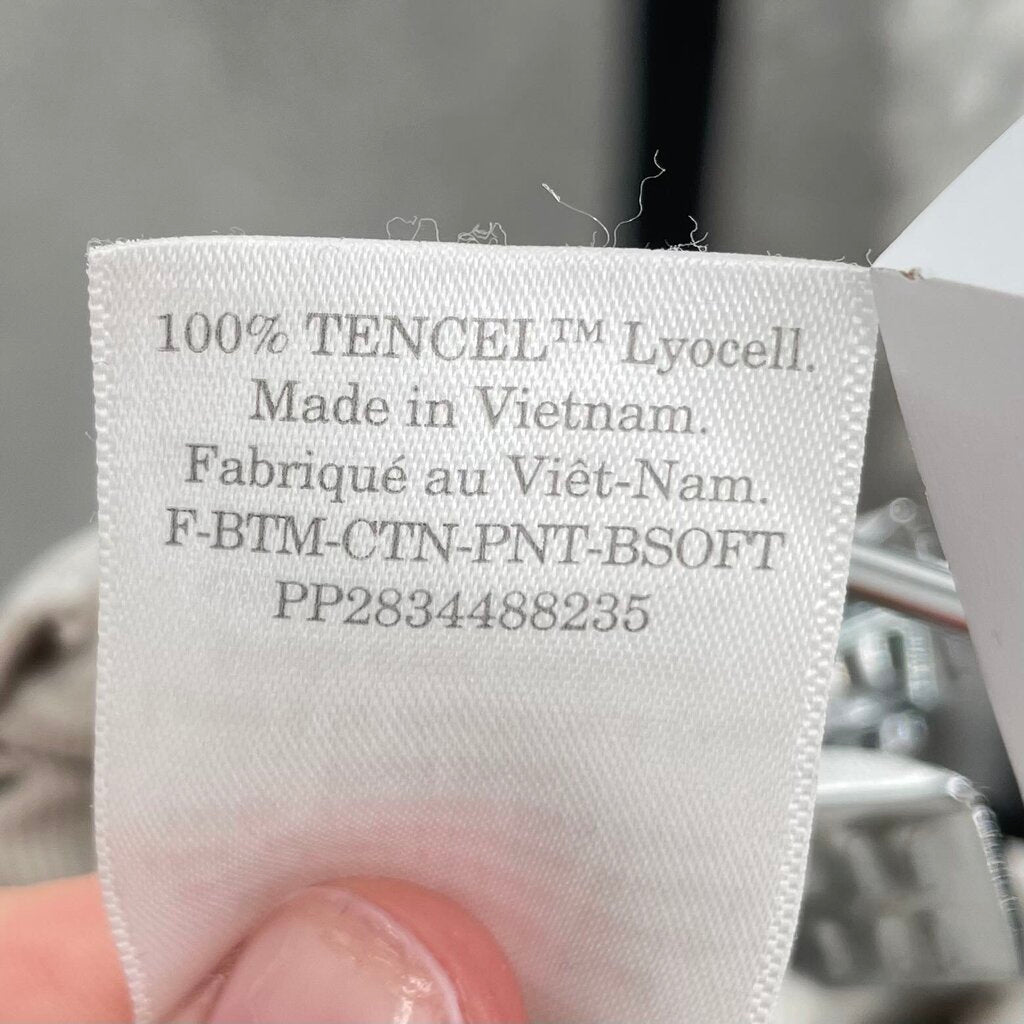 100% TENCEL™ Lyocell.
Made in Vietnam.
Fabriqué au Viêt-Nam.
F-BTM-CTN-PNT-BSOFT
PP2834488235